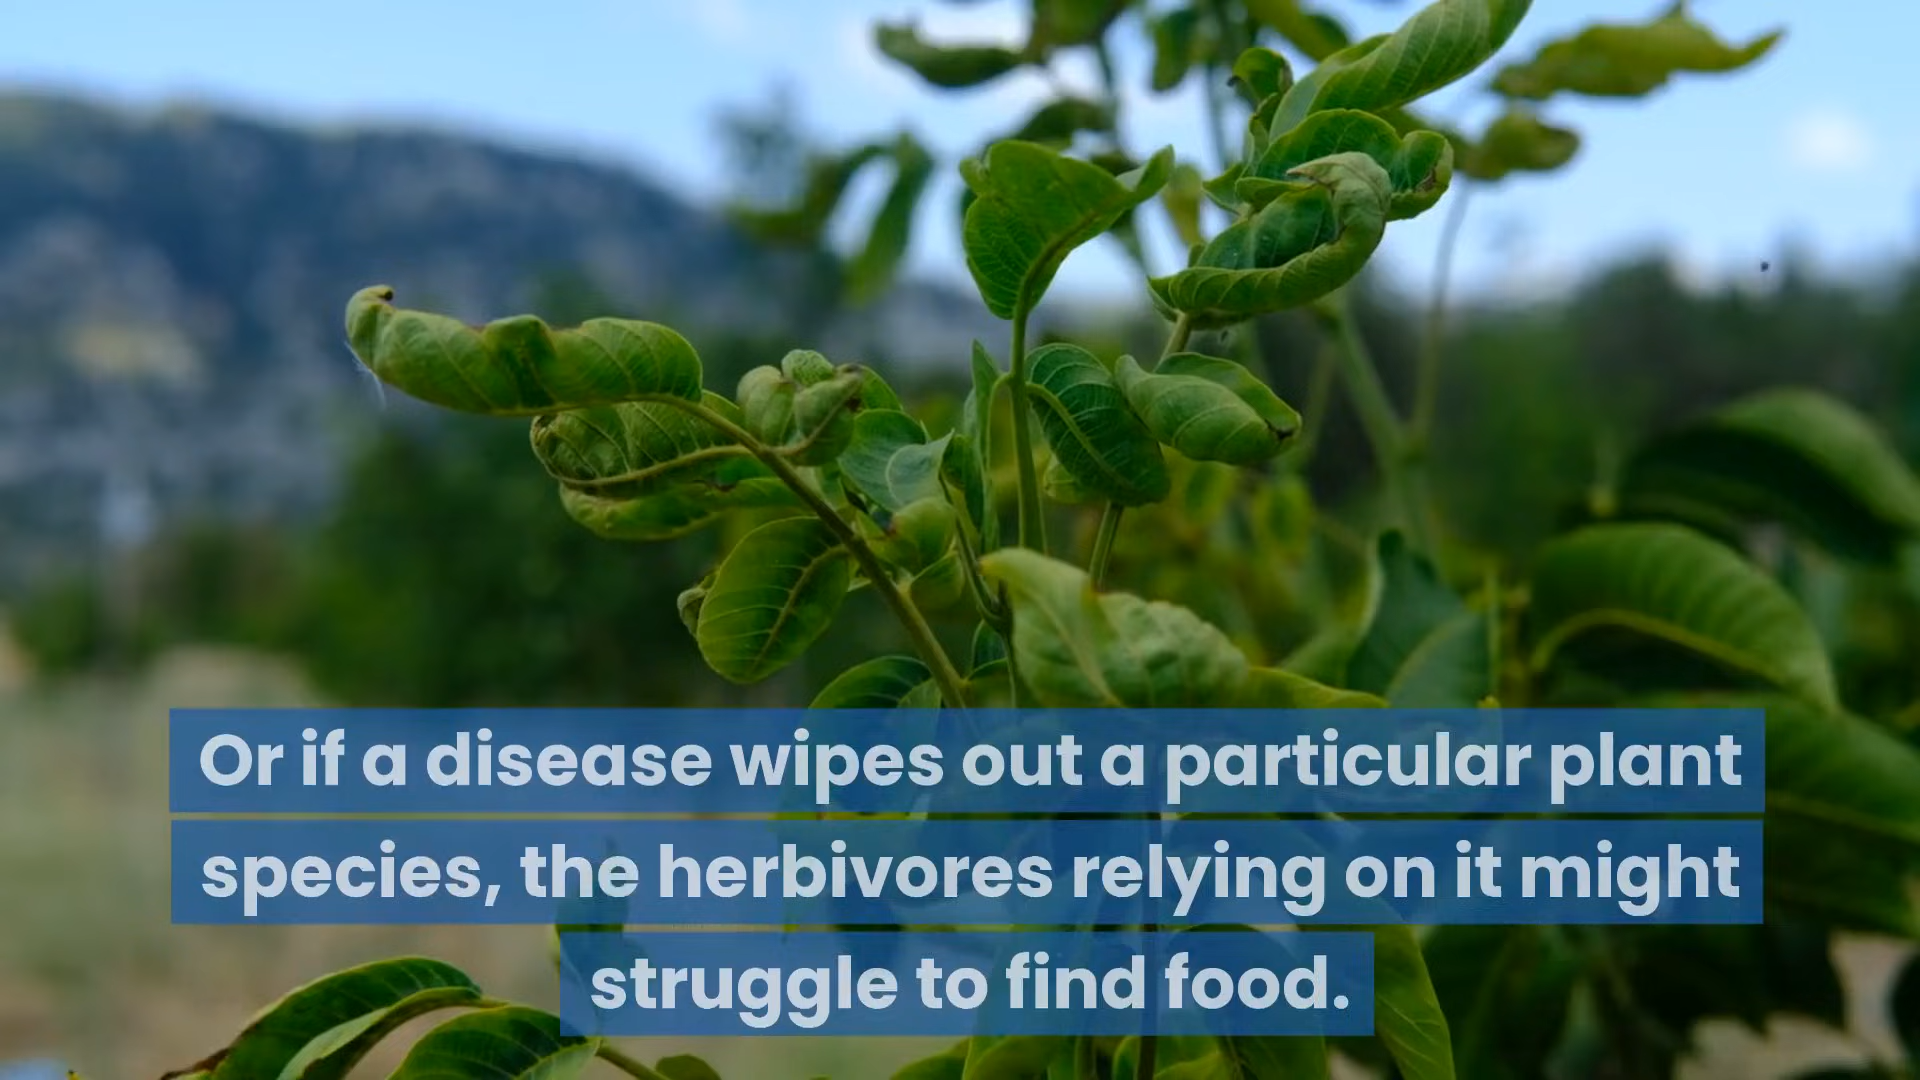 Or if a disease wipes out a particular plant
species, the herbivores relying on it might
struggle to find food.